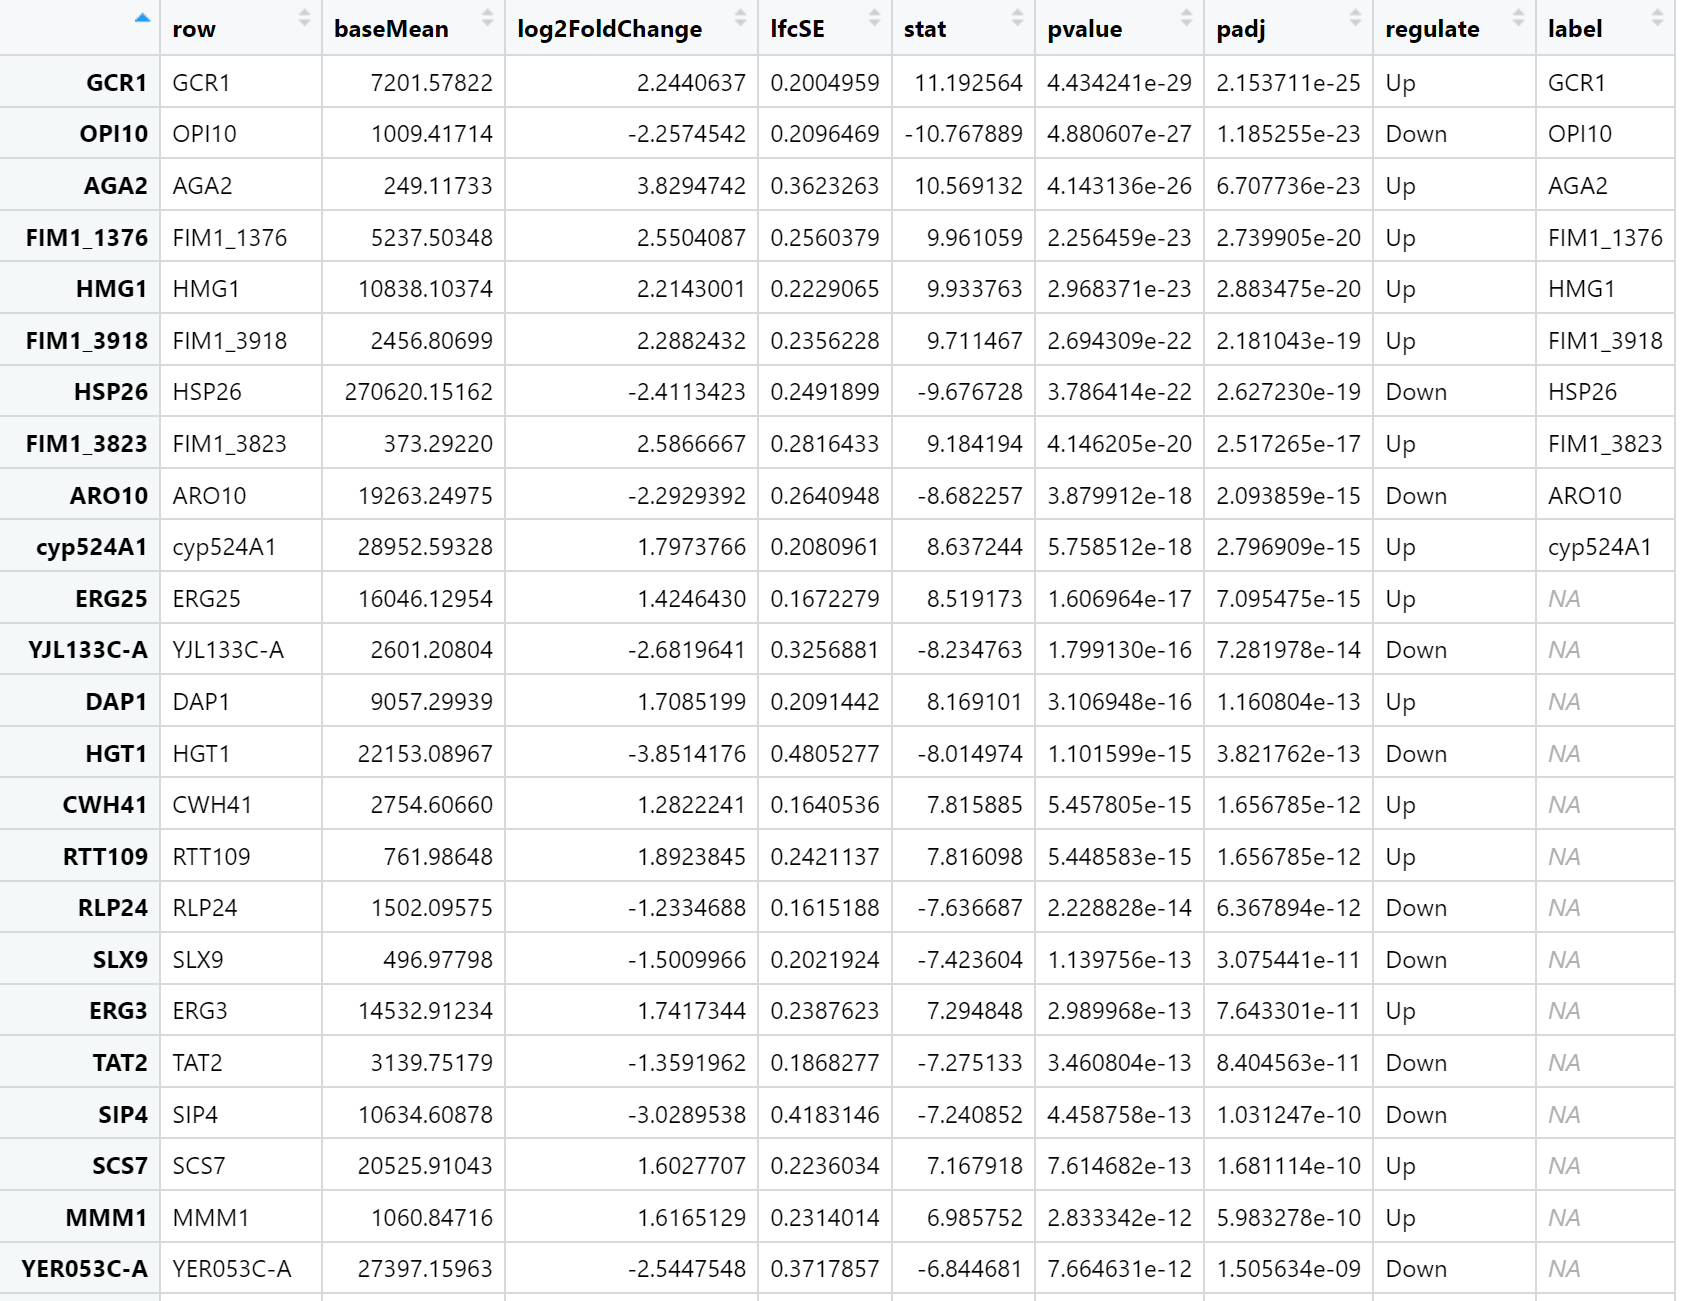 row baseMean log2FoldChange lfcSE stat pvalue padj regulate label
GCR1 GCR1 7201.57822 2.2440637 0.2004959 11.192564 4.434241e-29 2.153711e-25 Up GCR1
OPI10 OPI10 1009.41714 -2.2574542 0.2096469 -10.767889 4.880607e-27 1.185255e-23 Down OPI10
AGA2 AGA2 249.11733 3.8294742 0.3623263 10.569132 4.143136e-26 6.707736e-23 Up AGA2
FIM1_1376 FIM1_1376 5237.50348 2.5504087 0.2560379 9.961059 2.256459e-23 2.739905e-20 Up FIM1_1376
HMG1 HMG1 10838.10374 2.2143001 0.2229065 9.933763 2.968371e-23 2.883475e-20 Up HMG1
FIM1_3918 FIM1_3918 2456.80699 2.2882432 0.2356228 9.711467 2.694309e-22 2.181043e-19 Up FIM1_3918
HSP26 HSP26 270620.15162 -2.4113423 0.2491899 -9.676728 3.786414e-22 2.627230e-19 Down HSP26
FIM1_3823 FIM1_3823 373.29220 2.5866667 0.2816433 9.184194 4.146205e-20 2.517265e-17 Up FIM1_3823
ARO10 ARO10 19263.24975 -2.2929392 0.2640948 -8.682257 3.879912e-18 2.093859e-15 Down ARO10
cyp524A1 cyp524A1 28952.59328 1.7973766 0.2080961 8.637244 5.758512e-18 2.796909e-15 Up cyp524A1
ERG25 ERG25 16046.12954 1.4246430 0.1672279 8.519173 1.606964e-17 7.095475e-15 Up NA
YJL133C-A YJL133C-A 2601.20804 -2.6819641 0.3256881 -8.234763 1.799130e-16 7.281978e-14 Down NA
DAP1 DAP1 9057.29939 1.7085199 0.2091442 8.169101 3.106948e-16 1.160804e-13 Up NA
HGT1 HGT1 22153.08967 -3.8514176 0.4805277 -8.014974 1.101599e-15 3.821762e-13 Down NA
CWH41 CWH41 2754.60660 1.2822241 0.1640536 7.815885 5.457805e-15 1.656785e-12 Up NA
RTT109 RTT109 761.98648 1.8923845 0.2421137 7.816098 5.448583e-15 1.656785e-12 Up NA
RLP24 RLP24 1502.09575 -1.2334688 0.1615188 -7.636687 2.228828e-14 6.367894e-12 Down NA
SLX9 SLX9 496.97798 -1.5009966 0.2021924 -7.423604 1.139756e-13 3.075441e-11 Down NA
ERG3 ERG3 14532.91234 1.7417344 0.2387623 7.294848 2.989968e-13 7.643301e-11 Up NA
TAT2 TAT2 3139.75179 -1.3591962 0.1868277 -7.275133 3.460804e-13 8.404563e-11 Down NA
SIP4 SIP4 10634.60878 -3.0289538 0.4183146 -7.240852 4.458758e-13 1.031247e-10 Down NA
SCS7 SCS7 20525.91043 1.6027707 0.2236034 7.167918 7.614682e-13 1.681114e-10 Up NA
MMM1 MMM1 1060.84716 1.6165129 0.2314014 6.985752 2.833342e-12 5.983278e-10 Up NA
YER053C-A YER053C-A 27397.15963 -2.5447548 0.3717857 -6.844681 7.664631e-12 1.505634e-09 Down NA